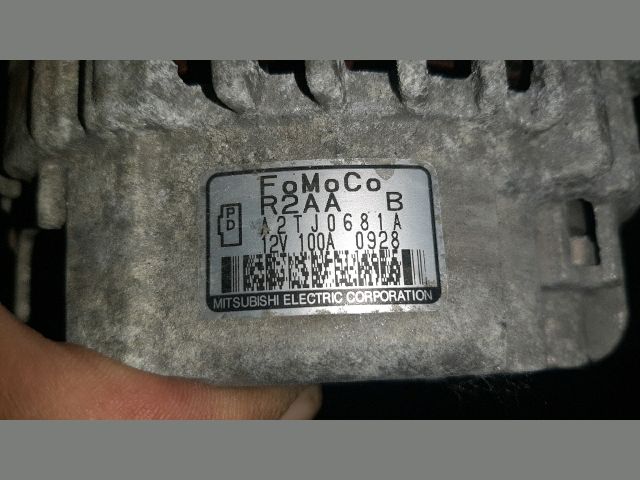 FoMoCo
R2AA B
P
D
A2TJ0681A
12V 100A 0928
MITSUBISHI ELECTRIC CORPORATION